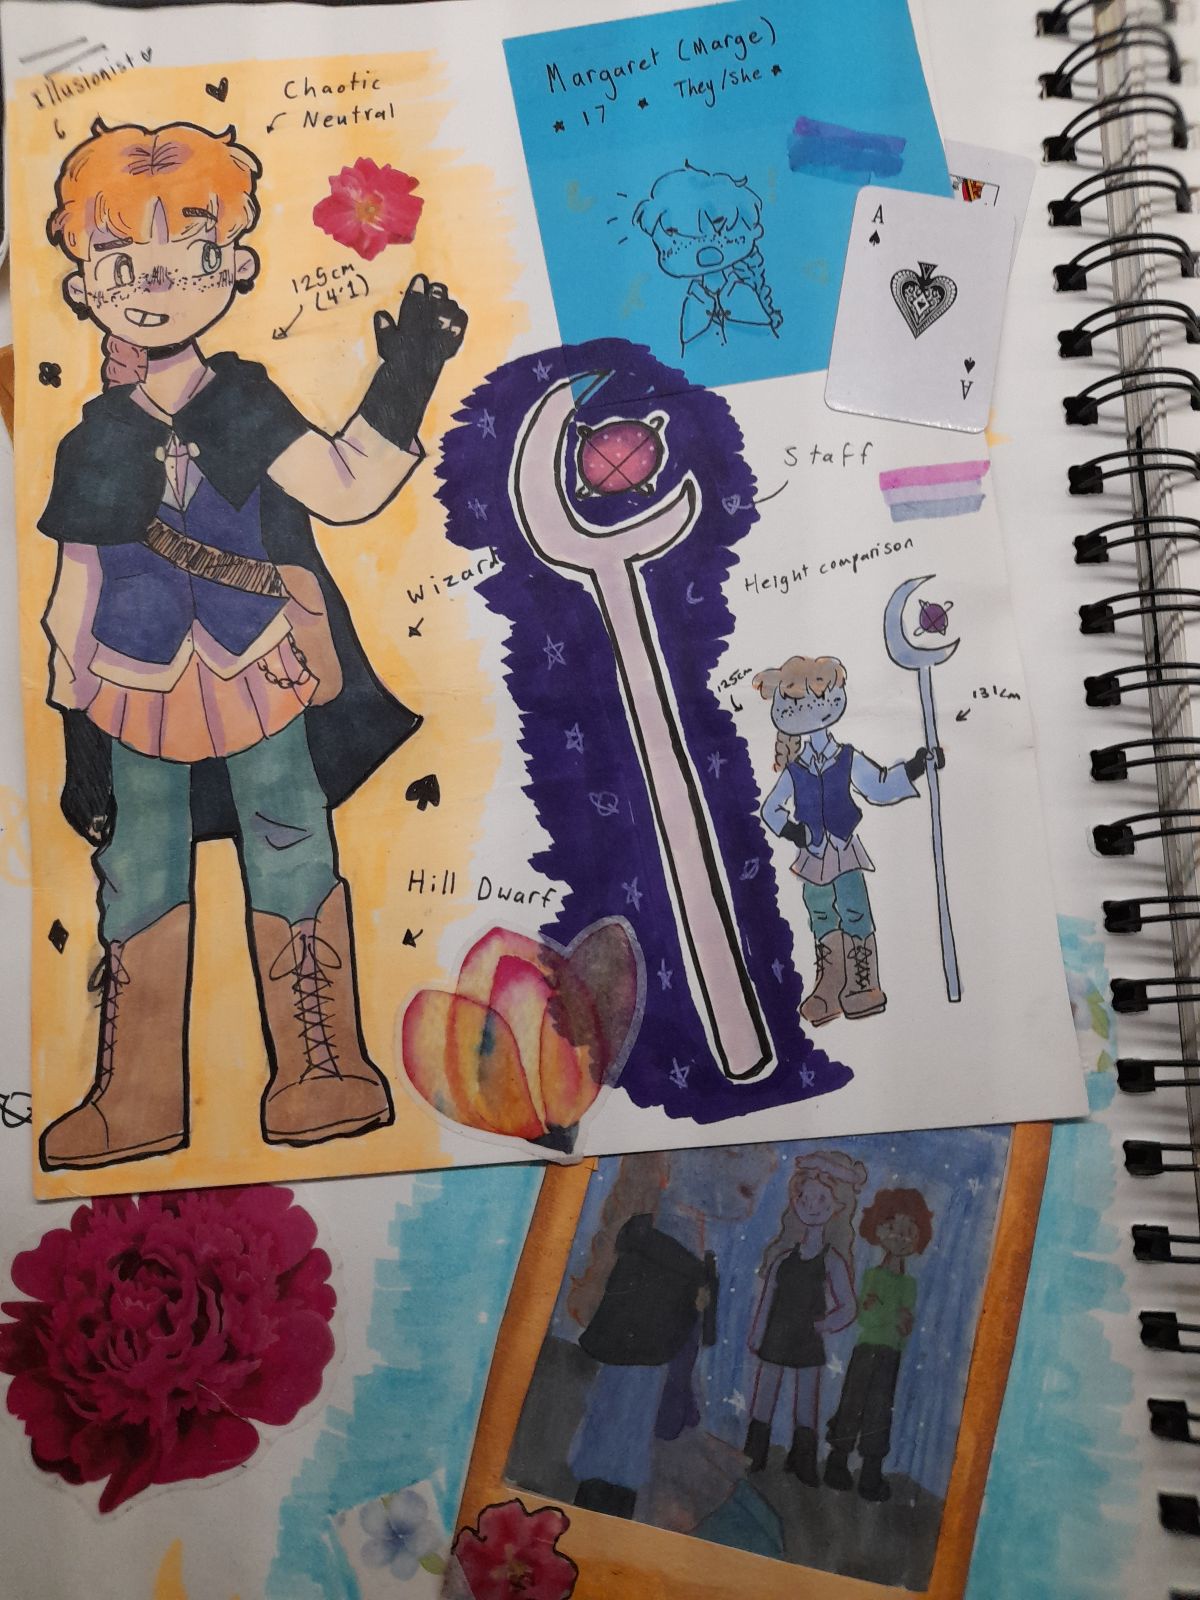 Illusionist
Chaotic
Neutral
125cm
(4'1)
Margaret (Marge)
17 They/She
A
A
Staff
Wizard
Height comparison
125cm
131cm
Hill Dwarf